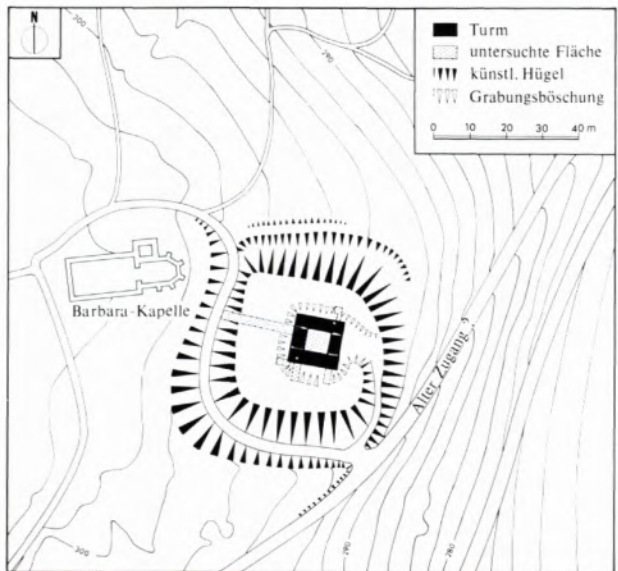 N
Turm
untersuchte Fläche
künstl. Hügel
Grabungsböschung
0 10 20 30 40 m
300
290
Barbara-Kapelle
Alter Zugang
300
290
280